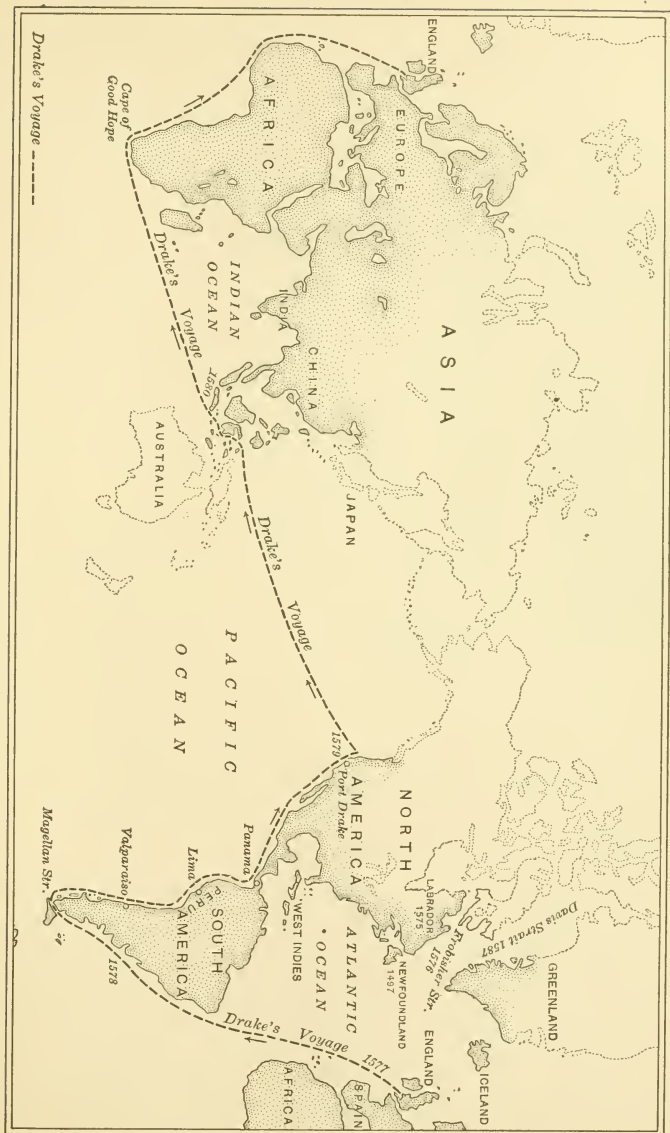 ENGLAND
EUROPE
AFRICA
ASIA
Cape of
Good Hope
Drake's Voyage
Drake's
Voyage
1580
INDIAN
OCEAN
INDIA
CHINA
JAPAN
AUSTRALIA
Drake's
Voyage
PACIFIC
OCEAN
1579
Port Drake
NORTH
AMERICA
LABRADOR
1575
Frobisher Str.
1576
Davis Strait 1587
GREENLAND
ICELAND
NEWFOUNDLAND
1497
ATLANTIC
OCEAN
WEST INDIES
Panama
Lima
PERU
SOUTH
AMERICA
Valparaiso
Magellan Str.
1578
Drake's
Voyage
1577
ENGLAND
SPAIN
AFRICA